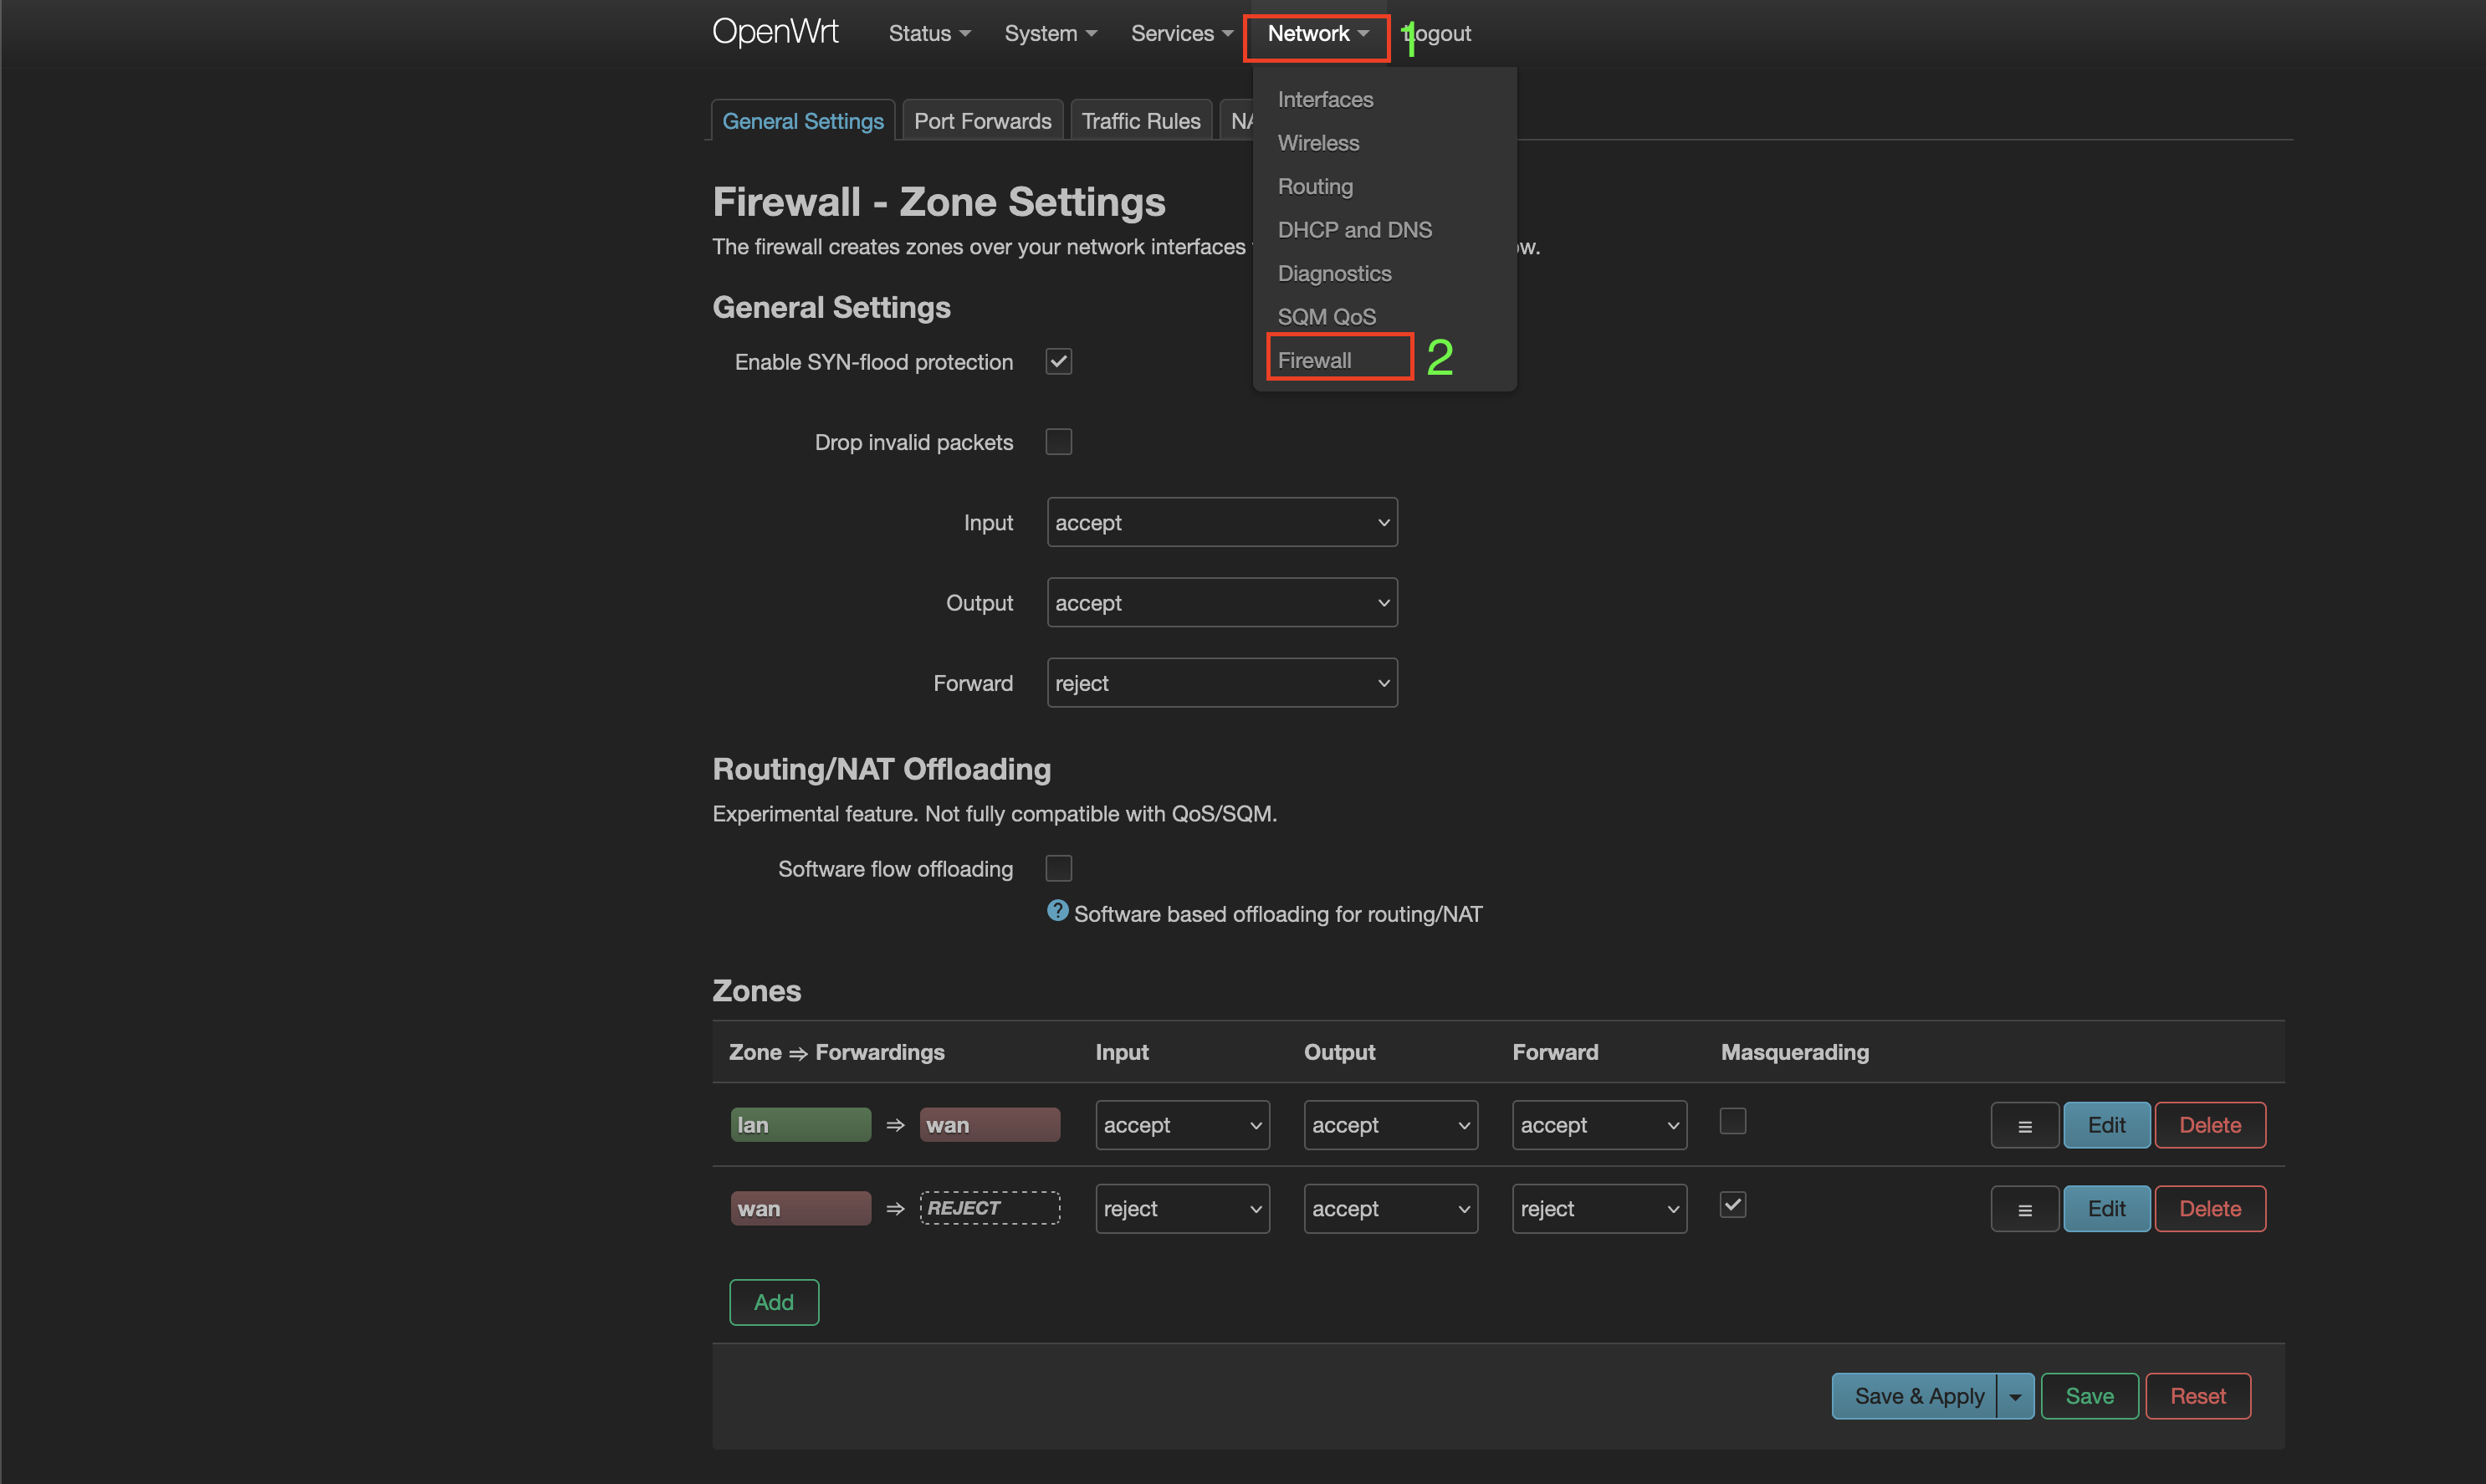 OpenWrt Status System Services Network 1 Logout
Interfaces
Wireless
Routing
DHCP and DNS
Diagnostics
SQM QoS
Firewall 2
General Settings Port Forwards Traffic Rules
Firewall - Zone Settings
The firewall creates zones over your network interfaces
General Settings
Enable SYN-flood protection
Drop invalid packets
Input accept
Output accept
Forward reject
Routing/NAT Offloading
Experimental feature. Not fully compatible with QoS/SQM.
Software flow offloading
? Software based offloading for routing/NAT
Zones
Zone ⇒ Forwardings Input Output Forward Masquerading
lan ⇒ wan accept accept accept Edit Delete
wan ⇒ REJECT reject accept reject Edit Delete
Add
Save & Apply Save Reset